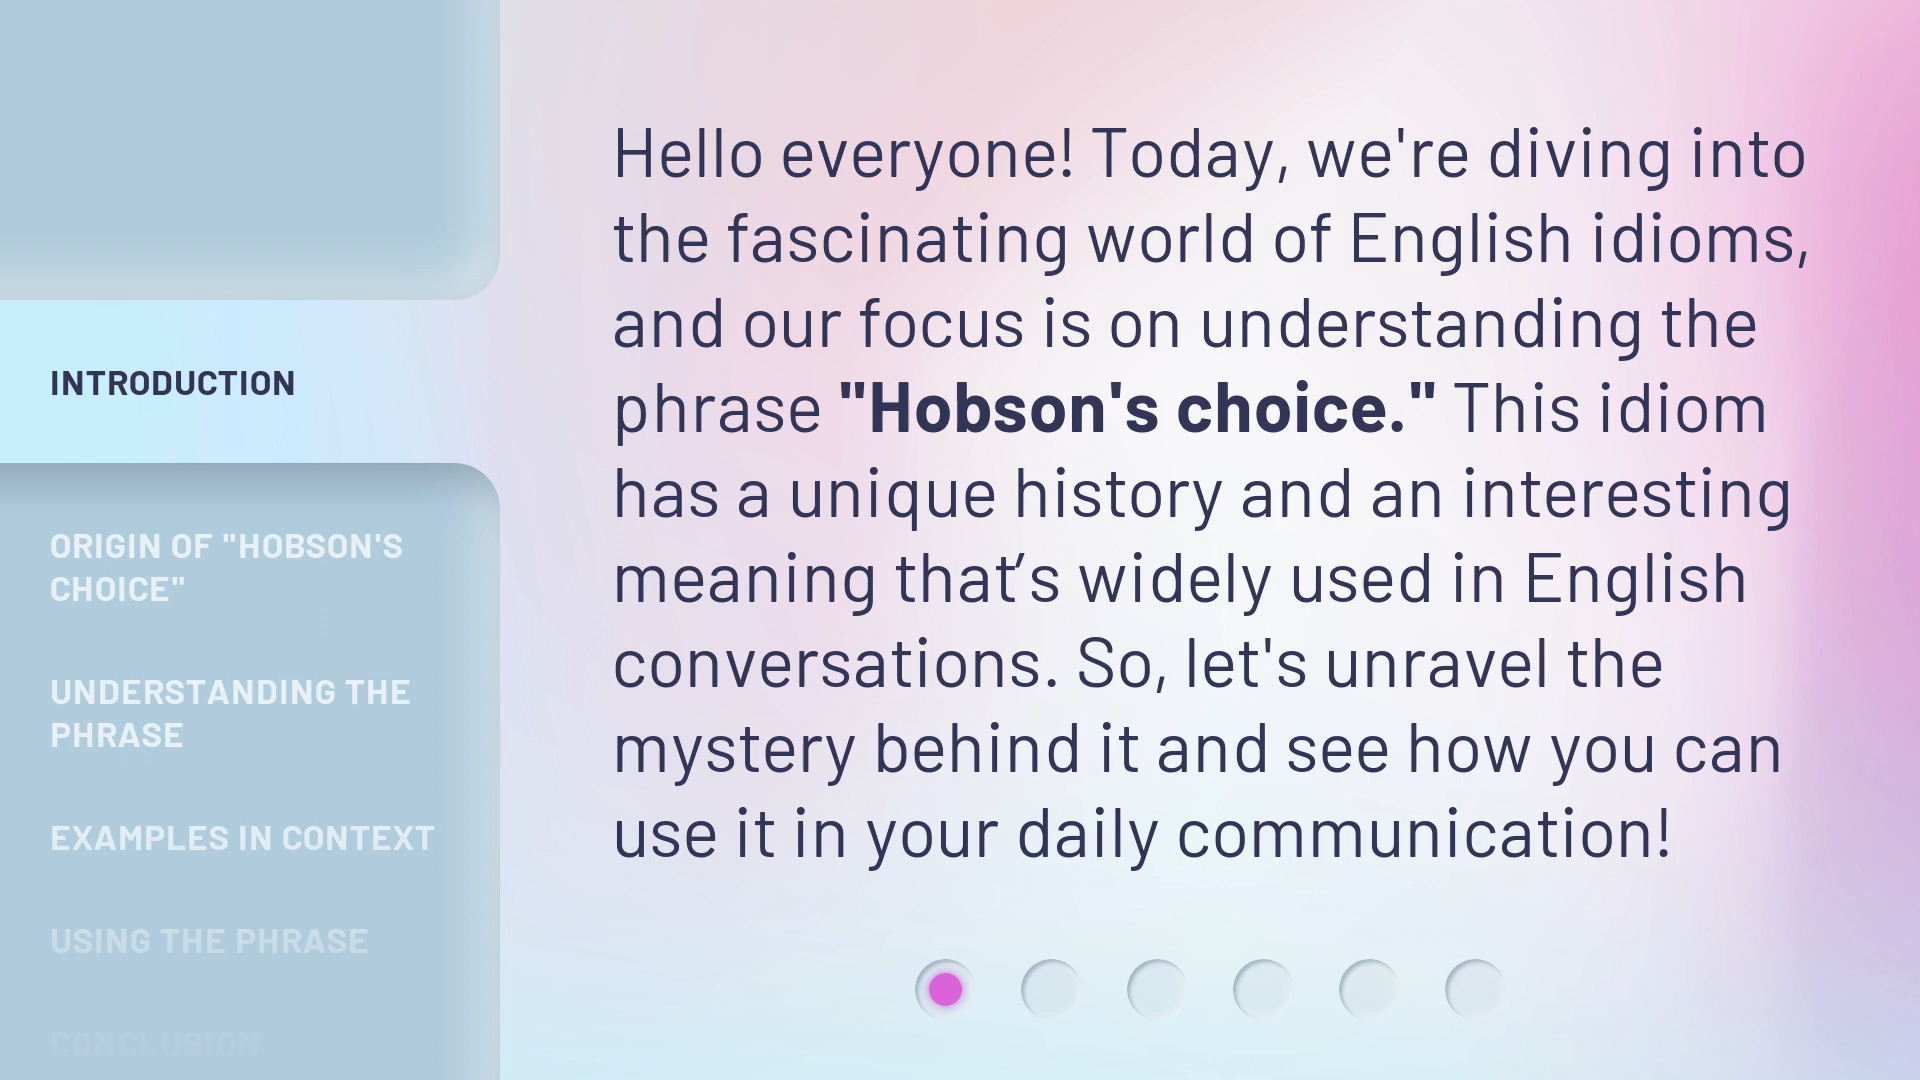 INTRODUCTION
ORIGIN OF "HOBSON'S
CHOICE"
UNDERSTANDING THE
PHRASE
EXAMPLES IN CONTEXT
USING THE PHRASE
CONCLUSION
Hello everyone! Today, we're diving into
the fascinating world of English idioms,
and our focus is on understanding the
phrase "Hobson's choice." This idiom
has a unique history and an interesting
meaning that’s widely used in English
conversations. So, let's unravel the
mystery behind it and see how you can
use it in your daily communication!